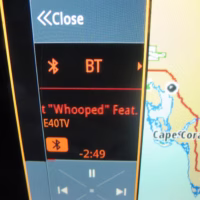 «Close
BT
t "Whooped" Feat.
E40TV
-2:49
Cape Cora